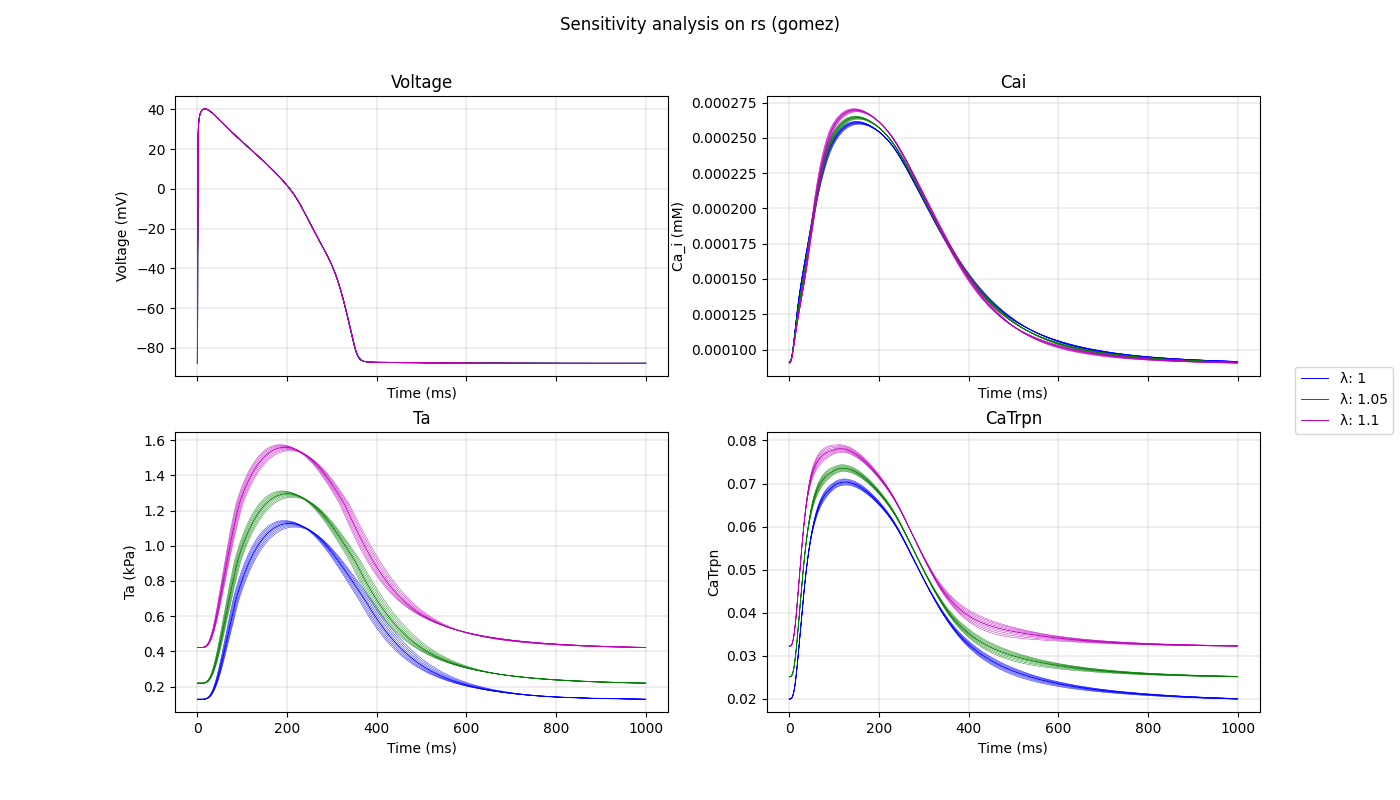 Sensitivity analysis on rs (gomez)
Voltage
40
20
0
−20
−40
−60
−80
Voltage (mV)
Time (ms)
Cai
0.000275
0.000250
0.000225
0.000200
0.000175
0.000150
0.000125
0.000100
Ca_i (mM)
Time (ms)
λ: 1
λ: 1.05
λ: 1.1
Ta
1.6
1.4
1.2
1.0
0.8
0.6
0.4
0.2
Ta (kPa)
0 200 400 600 800 1000
Time (ms)
CaTrpn
0.08
0.07
0.06
0.05
0.04
0.03
0.02
CaTrpn
0 200 400 600 800 1000
Time (ms)